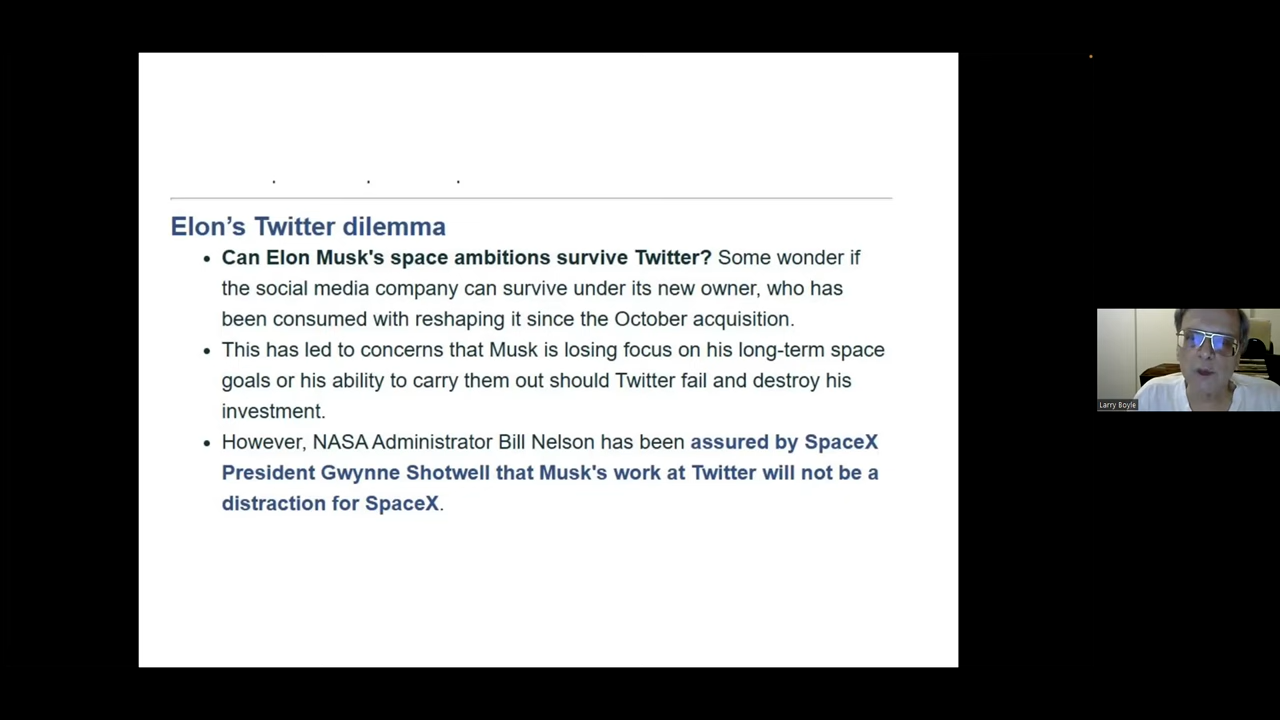 Elon’s Twitter dilemma
• Can Elon Musk's space ambitions survive Twitter? Some wonder if
the social media company can survive under its new owner, who has
been consumed with reshaping it since the October acquisition.
• This has led to concerns that Musk is losing focus on his long-term space
goals or his ability to carry them out should Twitter fail and destroy his
investment.
• However, NASA Administrator Bill Nelson has been assured by SpaceX
President Gwynne Shotwell that Musk's work at Twitter will not be a
distraction for SpaceX.
Larry Boyle